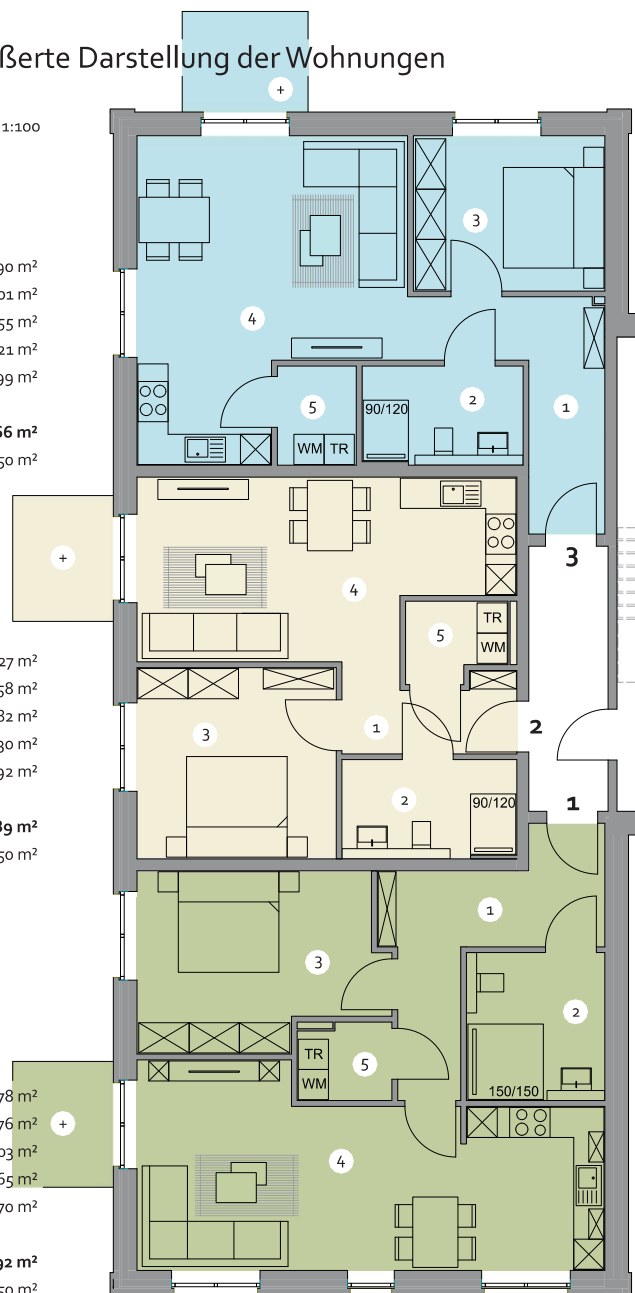 ßerte Darstellung der Wohnungen
+
1:100
3
90 m²
01 m²
55 m²
4
21 m²
99 m²
5
2
90/120
1
66 m²
WM TR
50 m²
3
+
4
TR
5
WM
27 m²
58 m²
1
2
82 m²
3
30 m²
92 m²
2
90/120
1
89 m²
50 m²
1
3
2
TR
5
WM
150/150
78 m²
+
76 m²
03 m²
4
65 m²
70 m²
92 m²
50 m²